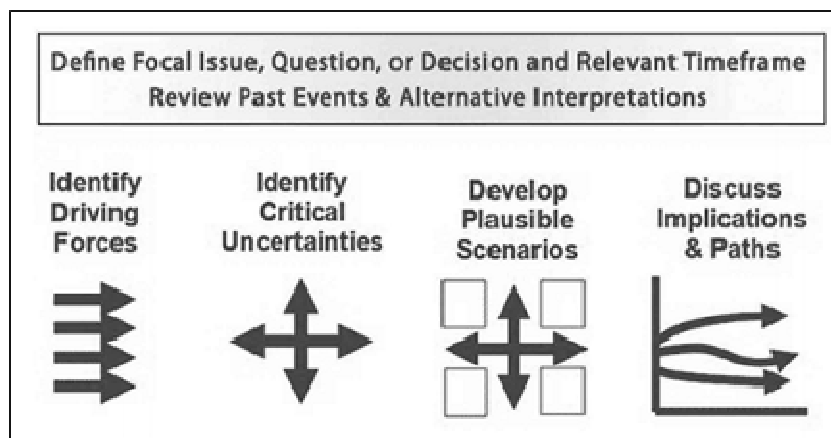 Define Focal Issue, Question, or Decision and Relevant Timeframe
Review Past Events & Alternative Interpretations
Identify
Driving
Forces
Identify
Critical
Uncertainties
Develop
Plausible
Scenarios
Discuss
Implications
& Paths